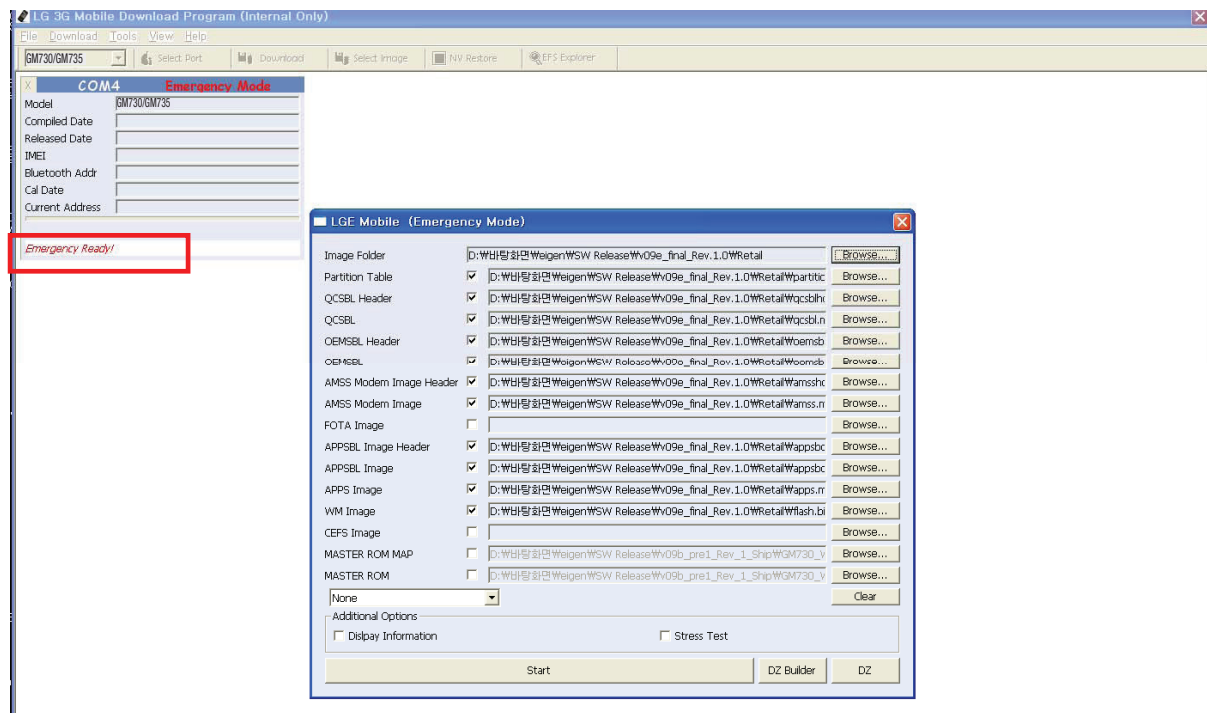 LG 3G Mobile Download Program (Internal Only)
File Download Tools View Help
GM730/GM735 Select Port Download Select Image NV Restore EFS Explorer
X COM4 Emergency Mode
Model GM730/GM735
Compiled Date
Released Date
IMEI
Bluetooth Addr
Cal Date
Current Address
Emergency Ready!
LGE Mobile (Emergency Mode)
Image Folder D:₩바탕화면₩eigen₩SW Release₩v09e_final_Rev.1.0₩Retail Browse...
Partition Table D:₩바탕화면₩eigen₩SW Release₩v09e_final_Rev.1.0₩Retail₩partitic Browse...
QCSBL Header D:₩바탕화면₩eigen₩SW Release₩v09e_final_Rev.1.0₩Retail₩qcsblhc Browse...
QCSBL D:₩바탕화면₩eigen₩SW Release₩v09e_final_Rev.1.0₩Retail₩qcsbl.n Browse...
OEMSBL Header D:₩바탕화면₩eigen₩SW Release₩v09e_final_Rev.1.0₩Retail₩oemsb Browse...
OEMSBL D:₩바탕화면₩eigen₩SW Release₩v09e_final_Rev.1.0₩Retail₩oemsb Browse...
AMSS Modem Image Header D:₩바탕화면₩eigen₩SW Release₩v09e_final_Rev.1.0₩Retail₩amsshc Browse...
AMSS Modem Image D:₩바탕화면₩eigen₩SW Release₩v09e_final_Rev.1.0₩Retail₩amss.m Browse...
FOTA Image Browse...
APPSBL Image Header D:₩바탕화면₩eigen₩SW Release₩v09e_final_Rev.1.0₩Retail₩appsbc Browse...
APPSBL Image D:₩바탕화면₩eigen₩SW Release₩v09e_final_Rev.1.0₩Retail₩appsbc Browse...
APPS Image D:₩바탕화면₩eigen₩SW Release₩v09e_final_Rev.1.0₩Retail₩apps.m Browse...
WM Image D:₩바탕화면₩eigen₩SW Release₩v09e_final_Rev.1.0₩Retail₩flash.bi Browse...
CEFS Image Browse...
MASTER ROM MAP D:₩바탕화면₩eigen₩SW Release₩v09b_pre1_Rev_1_Ship₩GM730_V Browse...
MASTER ROM D:₩바탕화면₩eigen₩SW Release₩v09b_pre1_Rev_1_Ship₩GM730_V Browse...
None Clear
Additional Options
Dislpay Information Stress Test
Start DZ Builder DZ